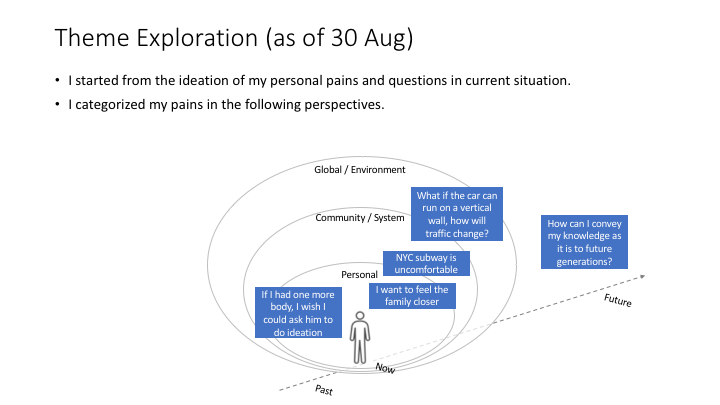 Theme Exploration (as of 30 Aug)
• I started from the ideation of my personal pains and questions in current situation.
• I categorized my pains in the following perspectives.
Global / Environment
What if the car can
run on a vertical
wall, how will
traffic change?
Community / System
How can I convey
my knowledge as
it is to future
generations?
NYC subway is
uncomfortable
Personal
I want to feel the
family closer
If I had one more
body, I wish I
could ask him to
do ideation
Future
Now
Past